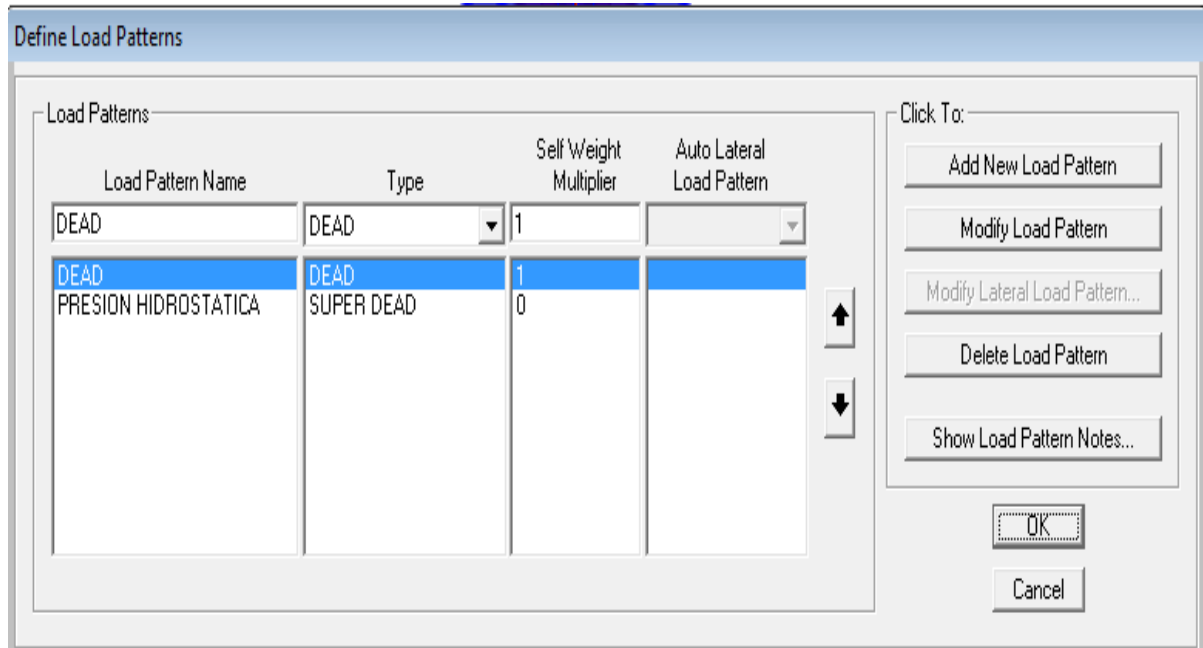 Define Load Patterns
Load Patterns
Load Pattern Name Type Self Weight Multiplier Auto Lateral Load Pattern
DEAD DEAD 1
DEAD DEAD 1
PRESION HIDROSTATICA SUPER DEAD 0
Click To:
Add New Load Pattern
Modify Load Pattern
Modify Lateral Load Pattern...
Delete Load Pattern
Show Load Pattern Notes...
OK
Cancel